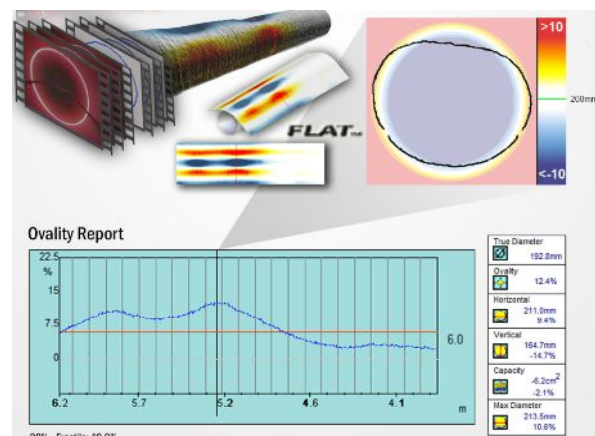 >10
200mm
<-10
FLAT
Ovality Report
22.5
%
15
7.5
0
6.0
6.2 5.7 5.2 4.6 4.1 m
True Diameter
192.8mm
Ovality
12.4%
Horizontal
211.0mm
9.4%
Vertical
164.7mm
-14.7%
Capacity
-6.2cm²
-2.1%
Max Diameter
213.5mm
10.6%